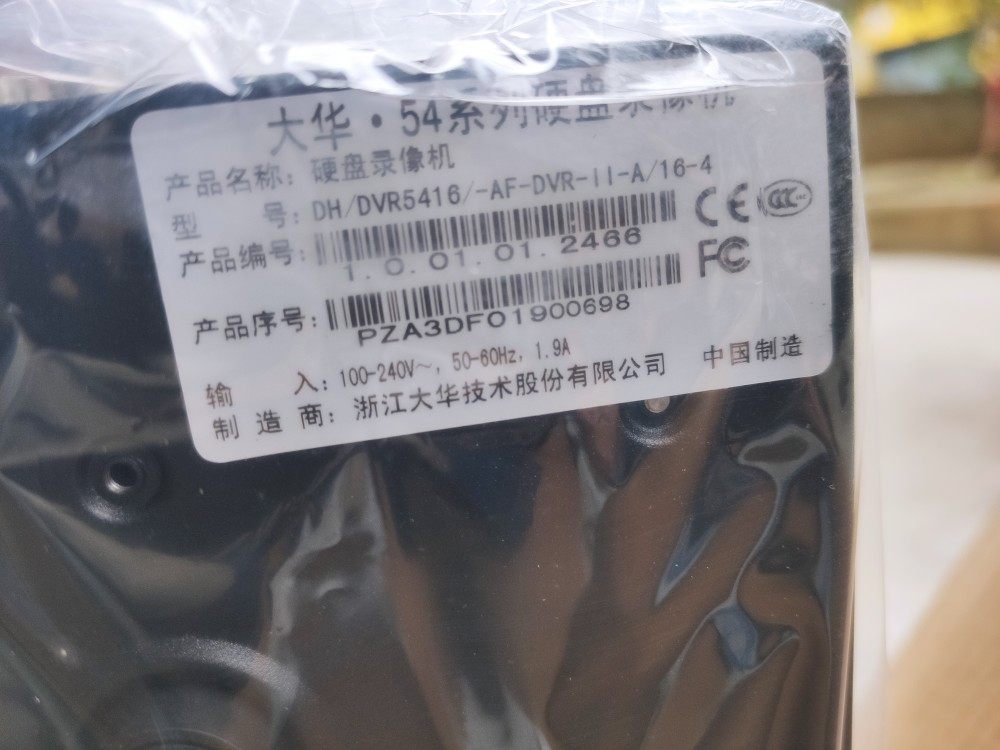 大华·54系列硬盘录像机
产品名称：硬盘录像机
型 号：DH/DVR5416/-AF-DVR-II-A/16-4
产品编号：
1.0.01.01.2466
产品序号：
PZA3DF01900698
输 入：100-240V～，50-60Hz，1.9A
制 造 商：浙江大华技术股份有限公司
中国制造
CE
CCC
FC